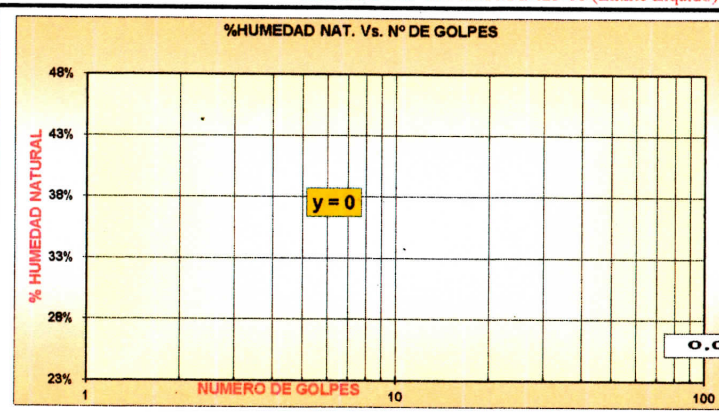 %HUMEDAD NAT. Vs. Nº DE GOLPES
48%
43%
38%
33%
28%
23%
% HUMEDAD NATURAL
y = 0
1
10
100
NUMERO DE GOLPES